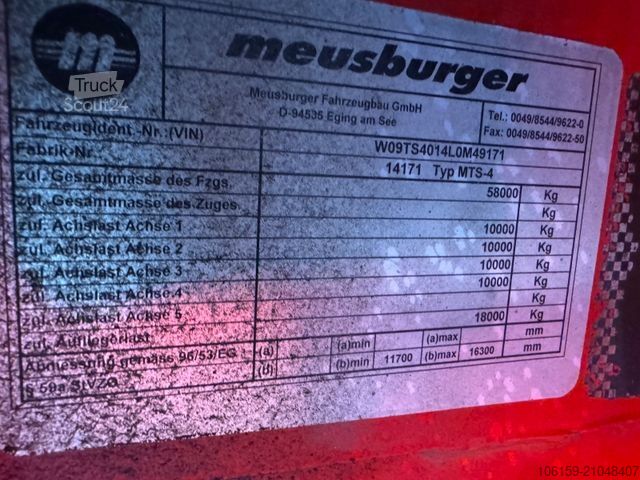 m
Truck
Scout24
meusburger
Meusburger Fahrzeugbau GmbH
D-94535 Eging am See
Tel.: 0049/8544/9622-0
Fax: 0049/8544/9622-50
Fahrzeugident.-Nr.:(VIN) W09TS4014L0M49171
Fabrik-Nr. 14171 Typ MTS-4
zul. Gesamtmasse des Fzgs. 58000 Kg
zul. Gesamtmasse des Zuges. Kg
zul. Achslast Achse 1 10000 Kg
zul. Achslast Achse 2 10000 Kg
zul. Achslast Achse 3 10000 Kg
zul. Achslast Achse 4 10000 Kg
zul. Achslast Achse 5 Kg
zul. Aufliegerlast 18000 Kg
Abmessung gemäss 96/53/EG (a) (a)min (a)max mm
§ 59a StVZO (b) (b)min 11700 (b)max 16300 mm
106159-21048407